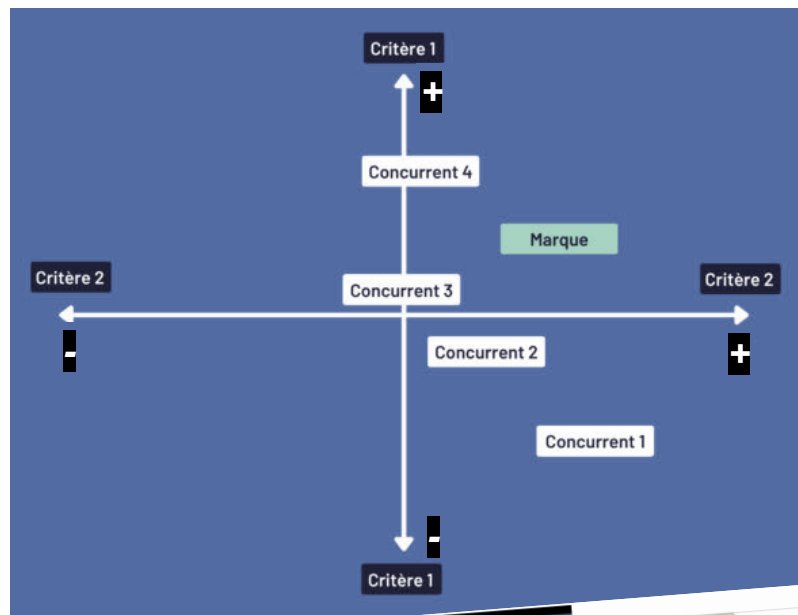 Critère 1
+
Concurrent 4
Marque
Critère 2
Concurrent 3
Critère 2
-
Concurrent 2
+
Concurrent 1
-
Critère 1